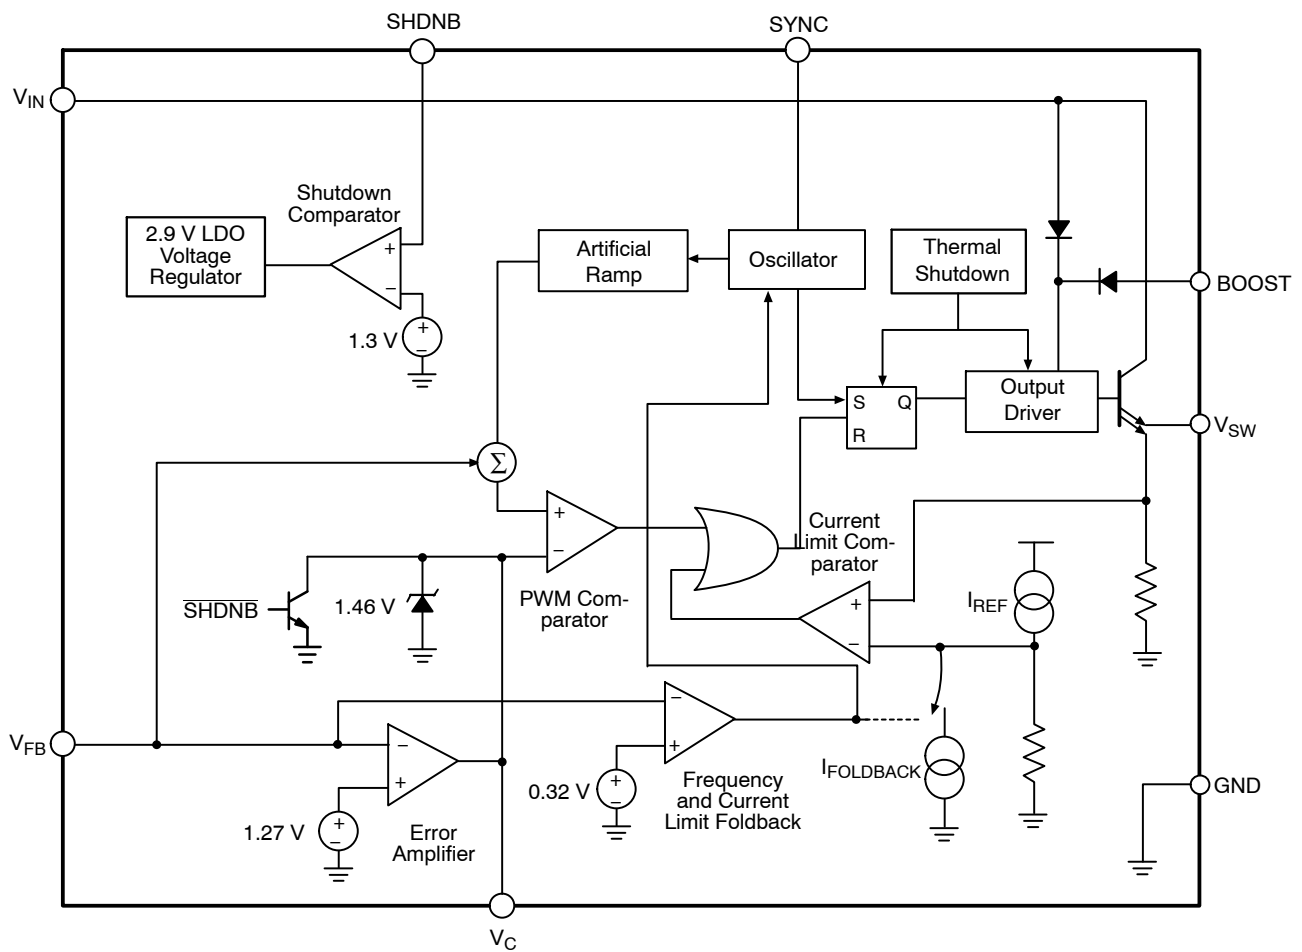 SHDNB
SYNC
V_IN
Shutdown
Comparator
2.9 V LDO
Voltage
Regulator
+
−
1.3 V
+
−
Artificial
Ramp
Oscillator
Thermal
Shutdown
BOOST
S
Q
R
Output
Driver
V_SW
Σ
+
−
PWM Com-
parator
Current
Limit Com-
parator
+
−
I_REF
SHDNB
1.46 V
V_FB
−
+
Error
Amplifier
1.27 V
+
−
−
+
0.32 V
+
−
Frequency
and Current
Limit Foldback
I_FOLDBACK
GND
V_C